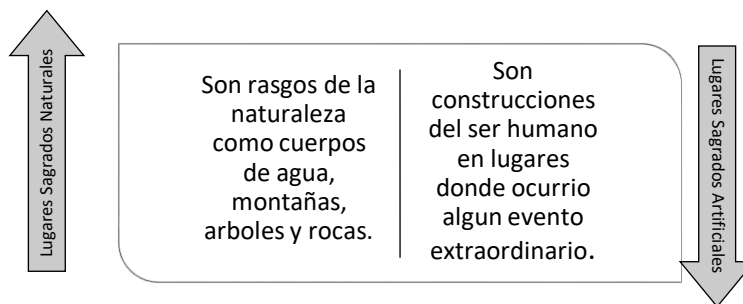 Lugares Sagrados Naturales
Son rasgos de la
naturaleza
como cuerpos
de agua,
montañas,
arboles y rocas.
Son
construcciones
del ser humano
en lugares
donde ocurrio
algun evento
extraordinario.
Lugares Sagrados Artificiales